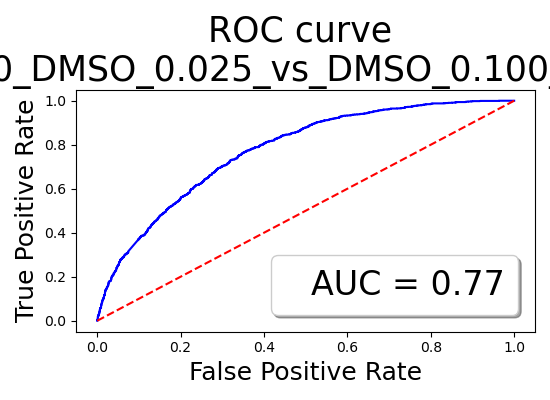 ROC curve
0_DMSO_0.025_vs_DMSO_0.100_
True Positive Rate
1.0
0.8
0.6
0.4
0.2
0.0
AUC = 0.77
0.0 0.2 0.4 0.6 0.8 1.0
False Positive Rate